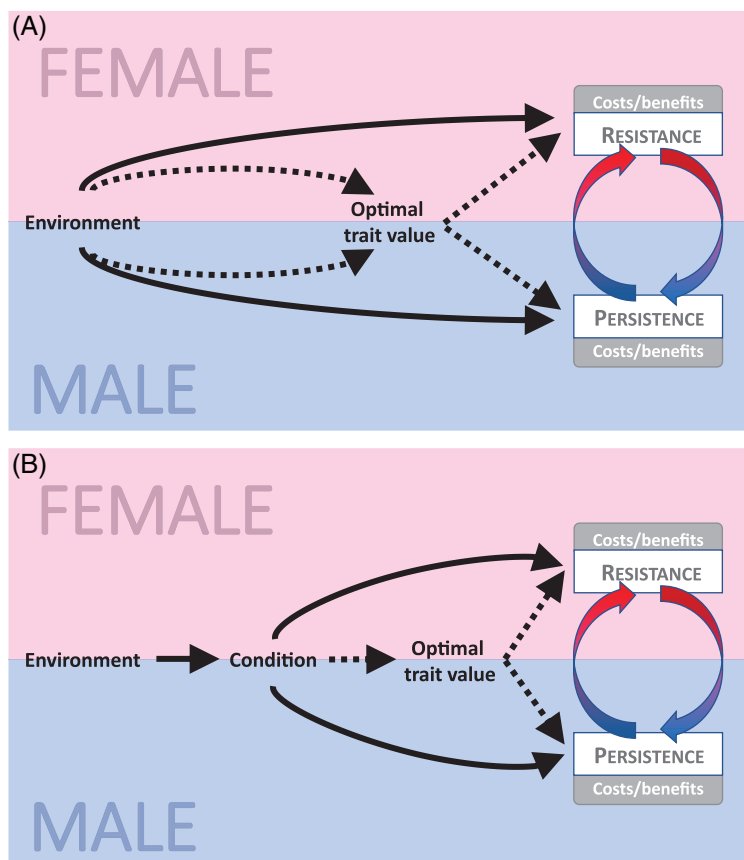 (A)
FEMALE
Costs/benefits
RESISTANCE
Environment
Optimal
trait value
PERSISTENCE
Costs/benefits
MALE
(B)
FEMALE
Costs/benefits
RESISTANCE
Environment
Condition
Optimal
trait value
PERSISTENCE
Costs/benefits
MALE